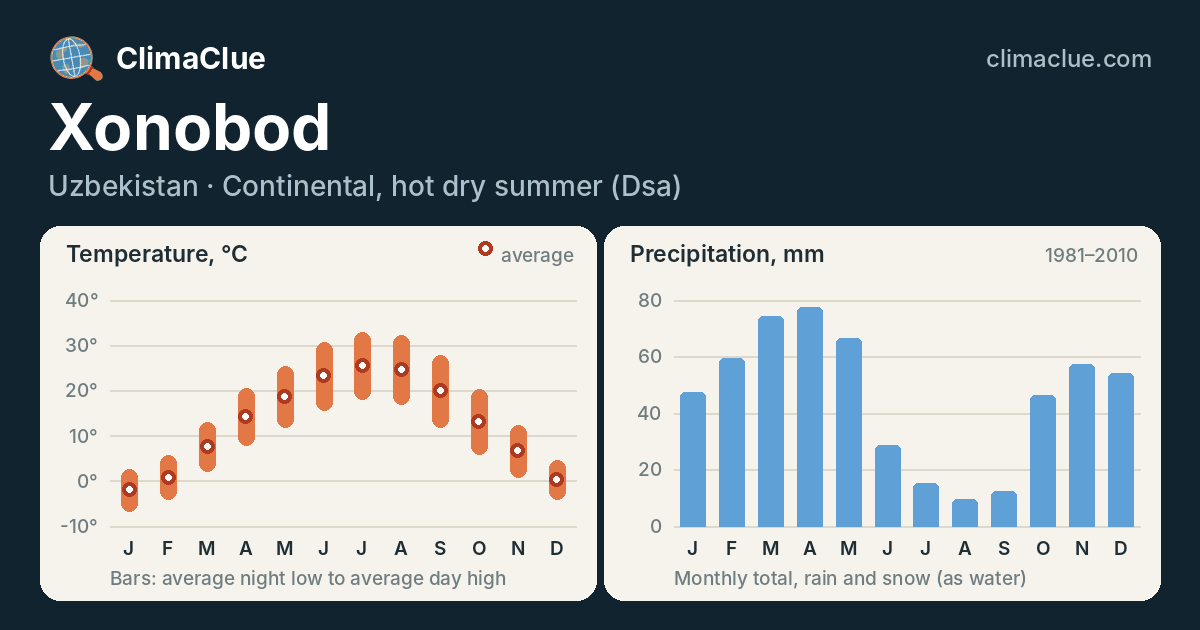 ClimaClue
climaclue.com
Xonobod
Uzbekistan · Continental, hot dry summer (Dsa)
Temperature, °C
average
40°
30°
20°
10°
0°
-10°
J F M A M J J A S O N D
Bars: average night low to average day high
Precipitation, mm
1981–2010
80
60
40
20
0
J F M A M J J A S O N D
Monthly total, rain and snow (as water)